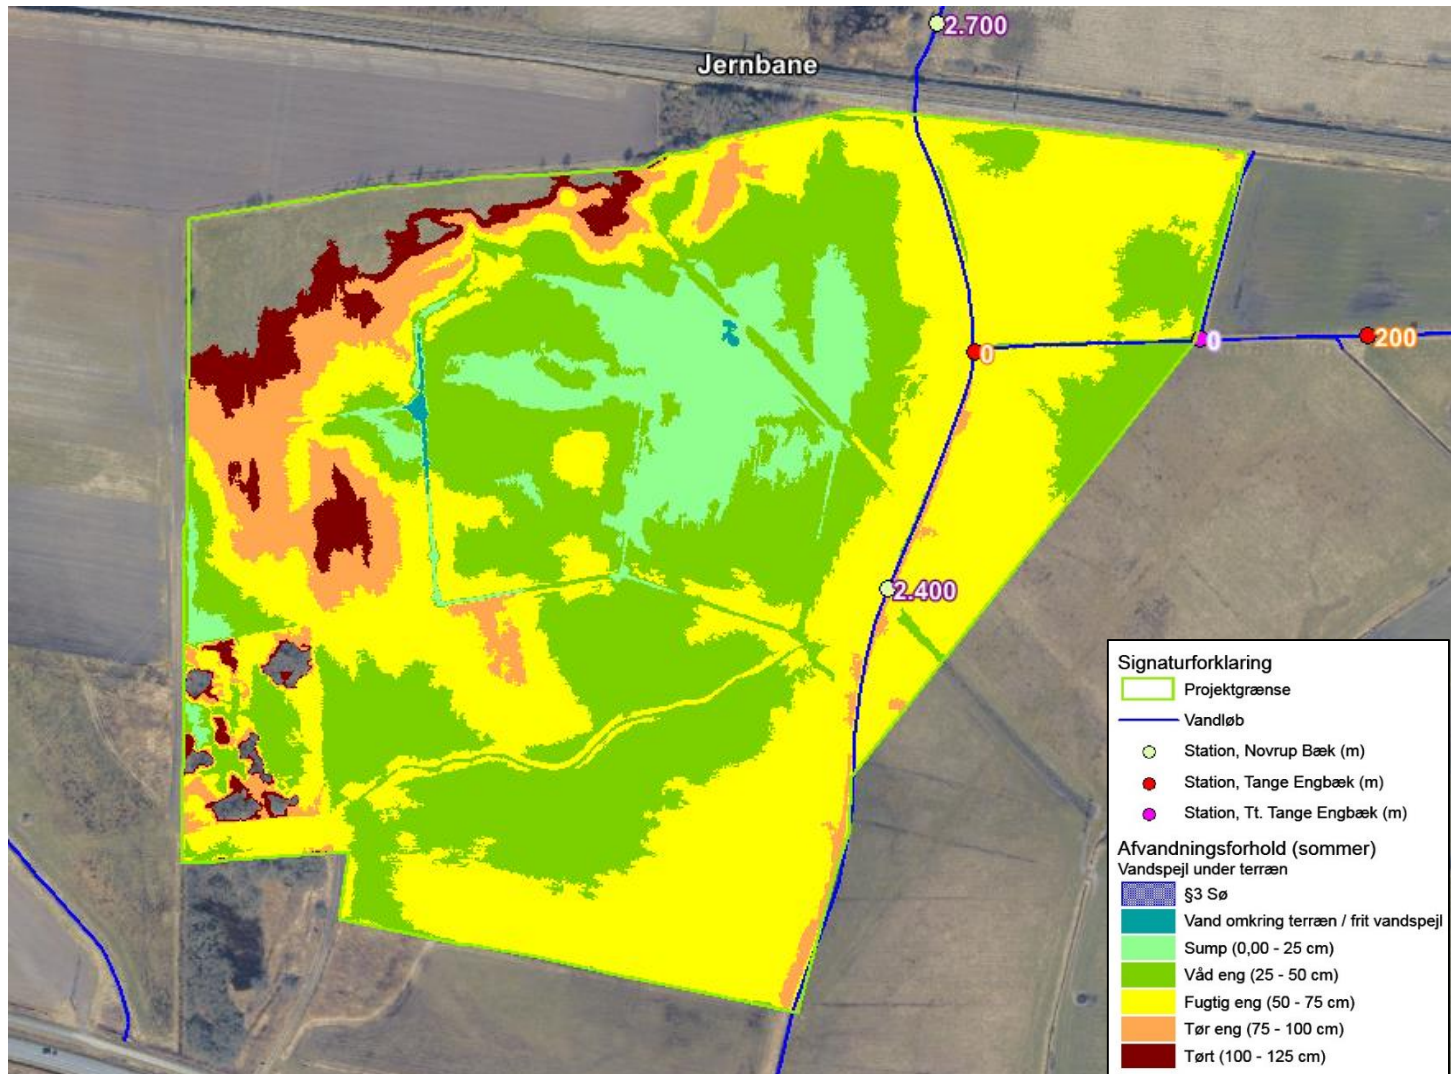 2.700
Jernbane
0
0
200
2.400
Signaturforklaring
Projektgrænse
Vandløb
Station, Novrup Bæk (m)
Station, Tange Engbæk (m)
Station, Tt. Tange Engbæk (m)
Afvandningsforhold (sommer)
Vandspejl under terræn
§3 Sø
Vand omkring terræn / frit vandspejl
Sump (0,00 - 25 cm)
Våd eng (25 - 50 cm)
Fugtig eng (50 - 75 cm)
Tør eng (75 - 100 cm)
Tørt (100 - 125 cm)